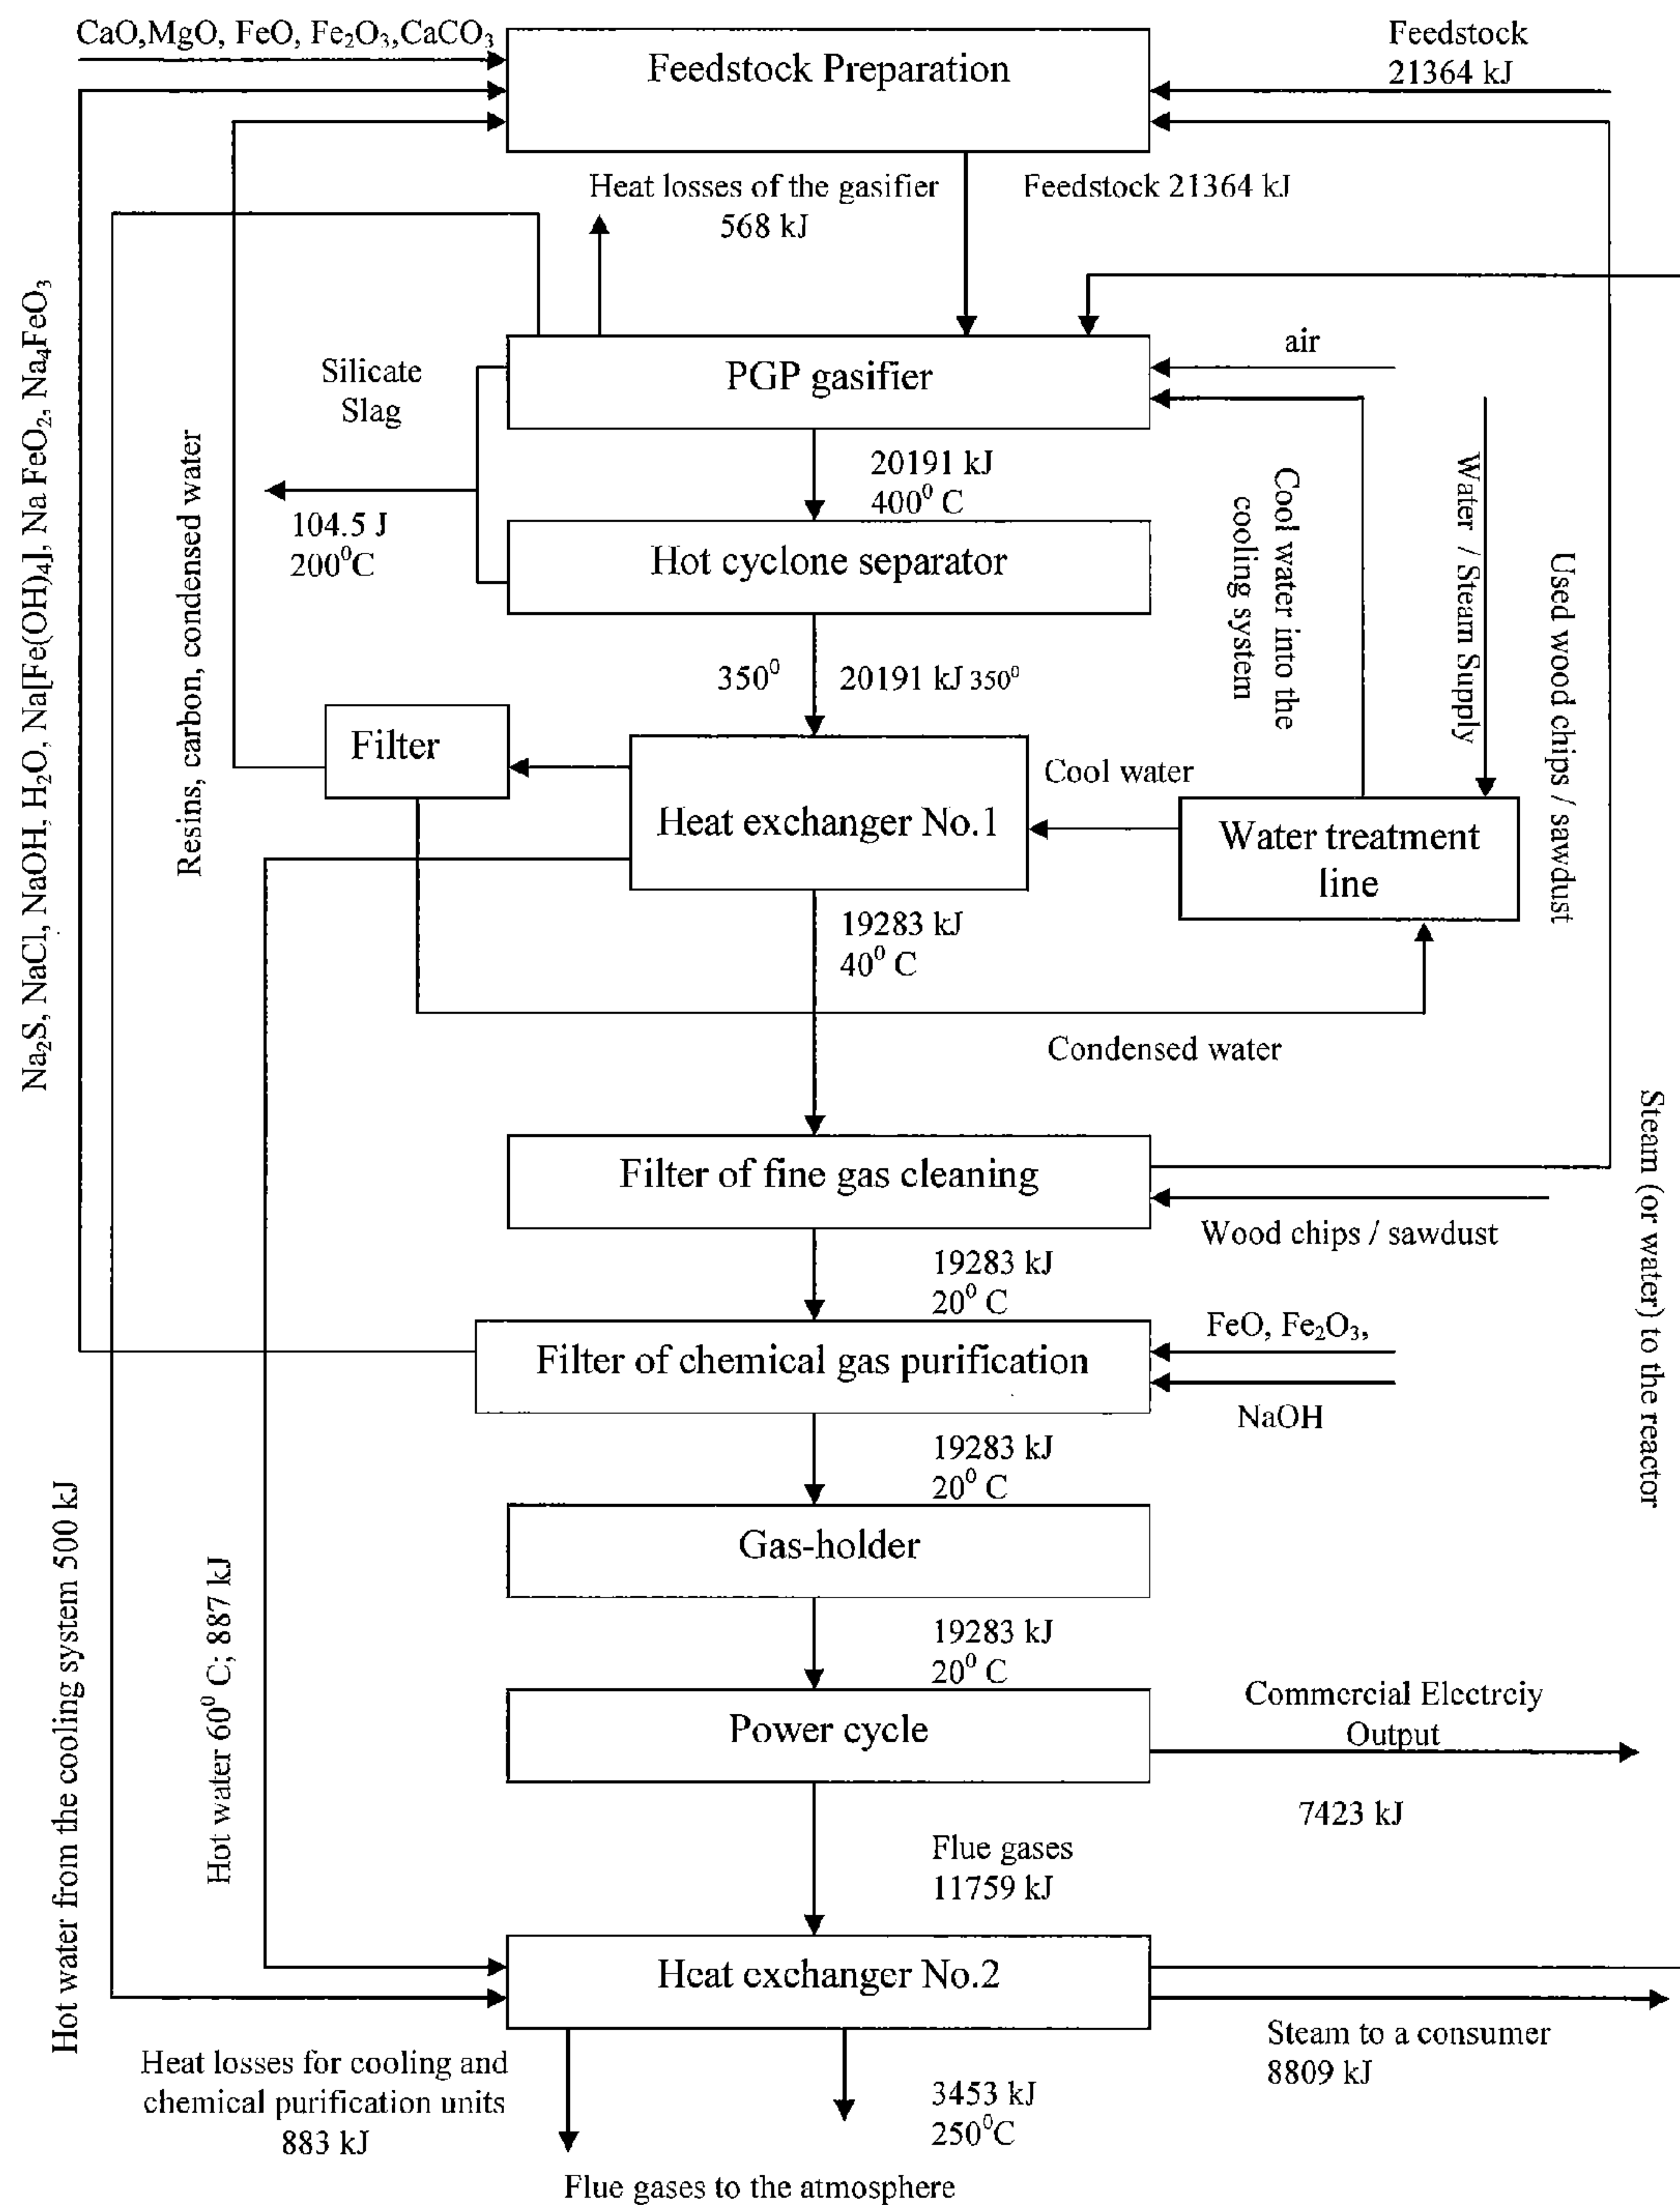 CaO,MgO, FeO, Fe₂O₃,CaCO₃
Feedstock Preparation
Feedstock
21364 kJ
Heat losses of the gasifier
568 kJ
Feedstock 21364 kJ
PGP gasifier
air
Silicate
Slag
104.5 J
200⁰C
20191 kJ
400⁰ C
Hot cyclone separator
350⁰
20191 kJ 350⁰
Cool water into the
cooling system
Water / Steam Supply
Used wood chips / sawdust
Na₂S, NaCl, NaOH, H₂O, Na[Fe(OH)₄], Na FeO₂, Na₄FeO₃
Resins, carbon, condensed water
Filter
Heat exchanger No.1
Cool water
Water treatment
line
19283 kJ
40⁰ C
Condensed water
Filter of fine gas cleaning
Wood chips / sawdust
Steam (or water) to the reactor
19283 kJ
20⁰ C
Filter of chemical gas purification
FeO, Fe₂O₃,
NaOH
19283 kJ
20⁰ C
Gas-holder
19283 kJ
20⁰ C
Hot water from the cooling system 500 kJ
Hot water 60⁰ C; 887 kJ
Power cycle
Commercial Electrciy
Output
7423 kJ
Flue gases
11759 kJ
Heat exchanger No.2
Steam to a consumer
8809 kJ
Heat losses for cooling and
chemical purification units
883 kJ
3453 kJ
250⁰C
Flue gases to the atmosphere